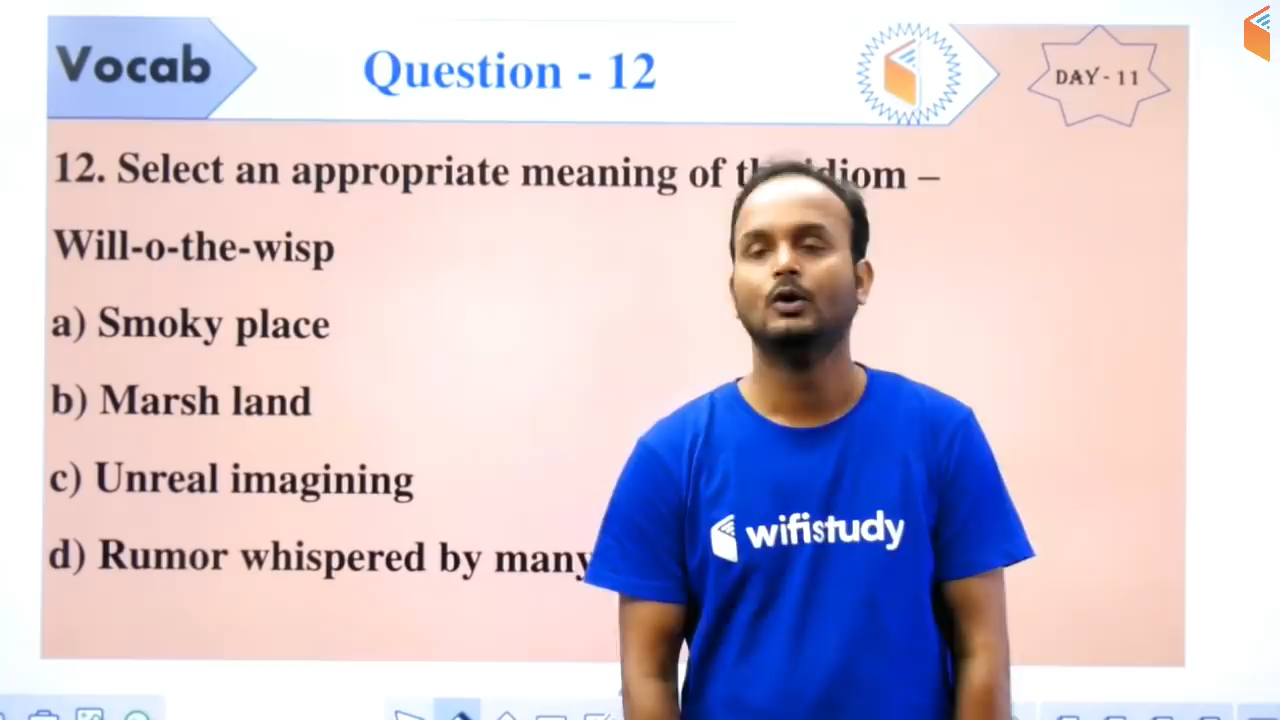 Vocab
Question - 12
DAY - 11
12. Select an appropriate meaning of idiom –
Will-o-the-wisp
a) Smoky place
b) Marsh land
c) Unreal imagining
d) Rumor whispered by many
wifistudy